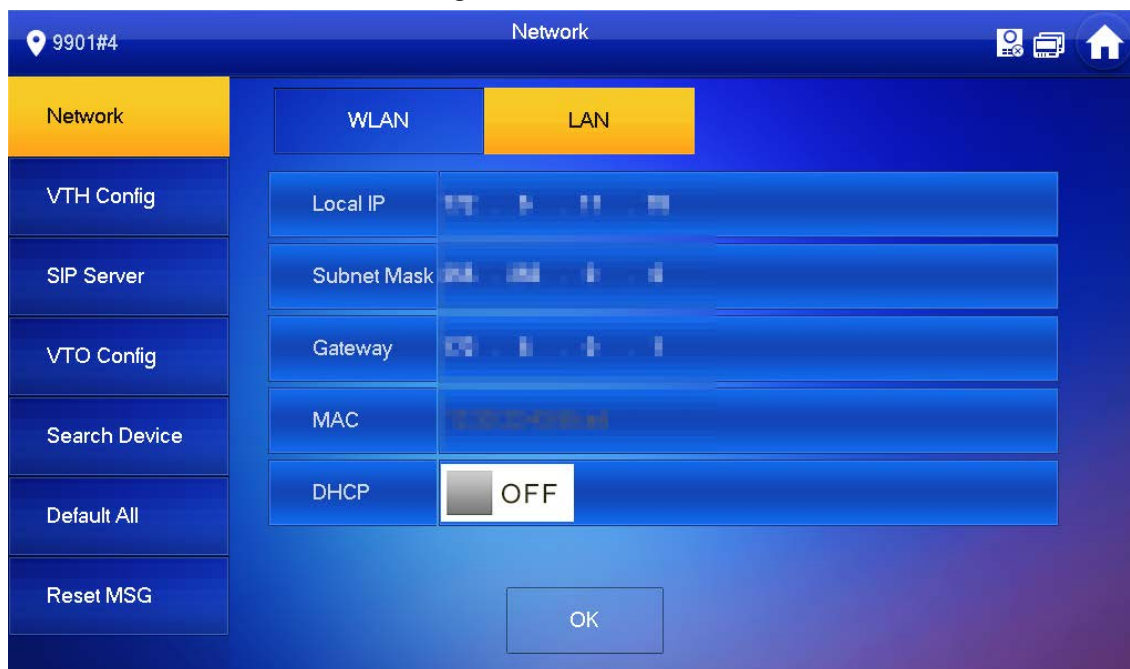 9901#4
Network
Network
WLAN
LAN
VTH Config
Local IP
SIP Server
Subnet Mask
VTO Config
Gateway
Search Device
MAC
Default All
DHCP
OFF
Reset MSG
OK